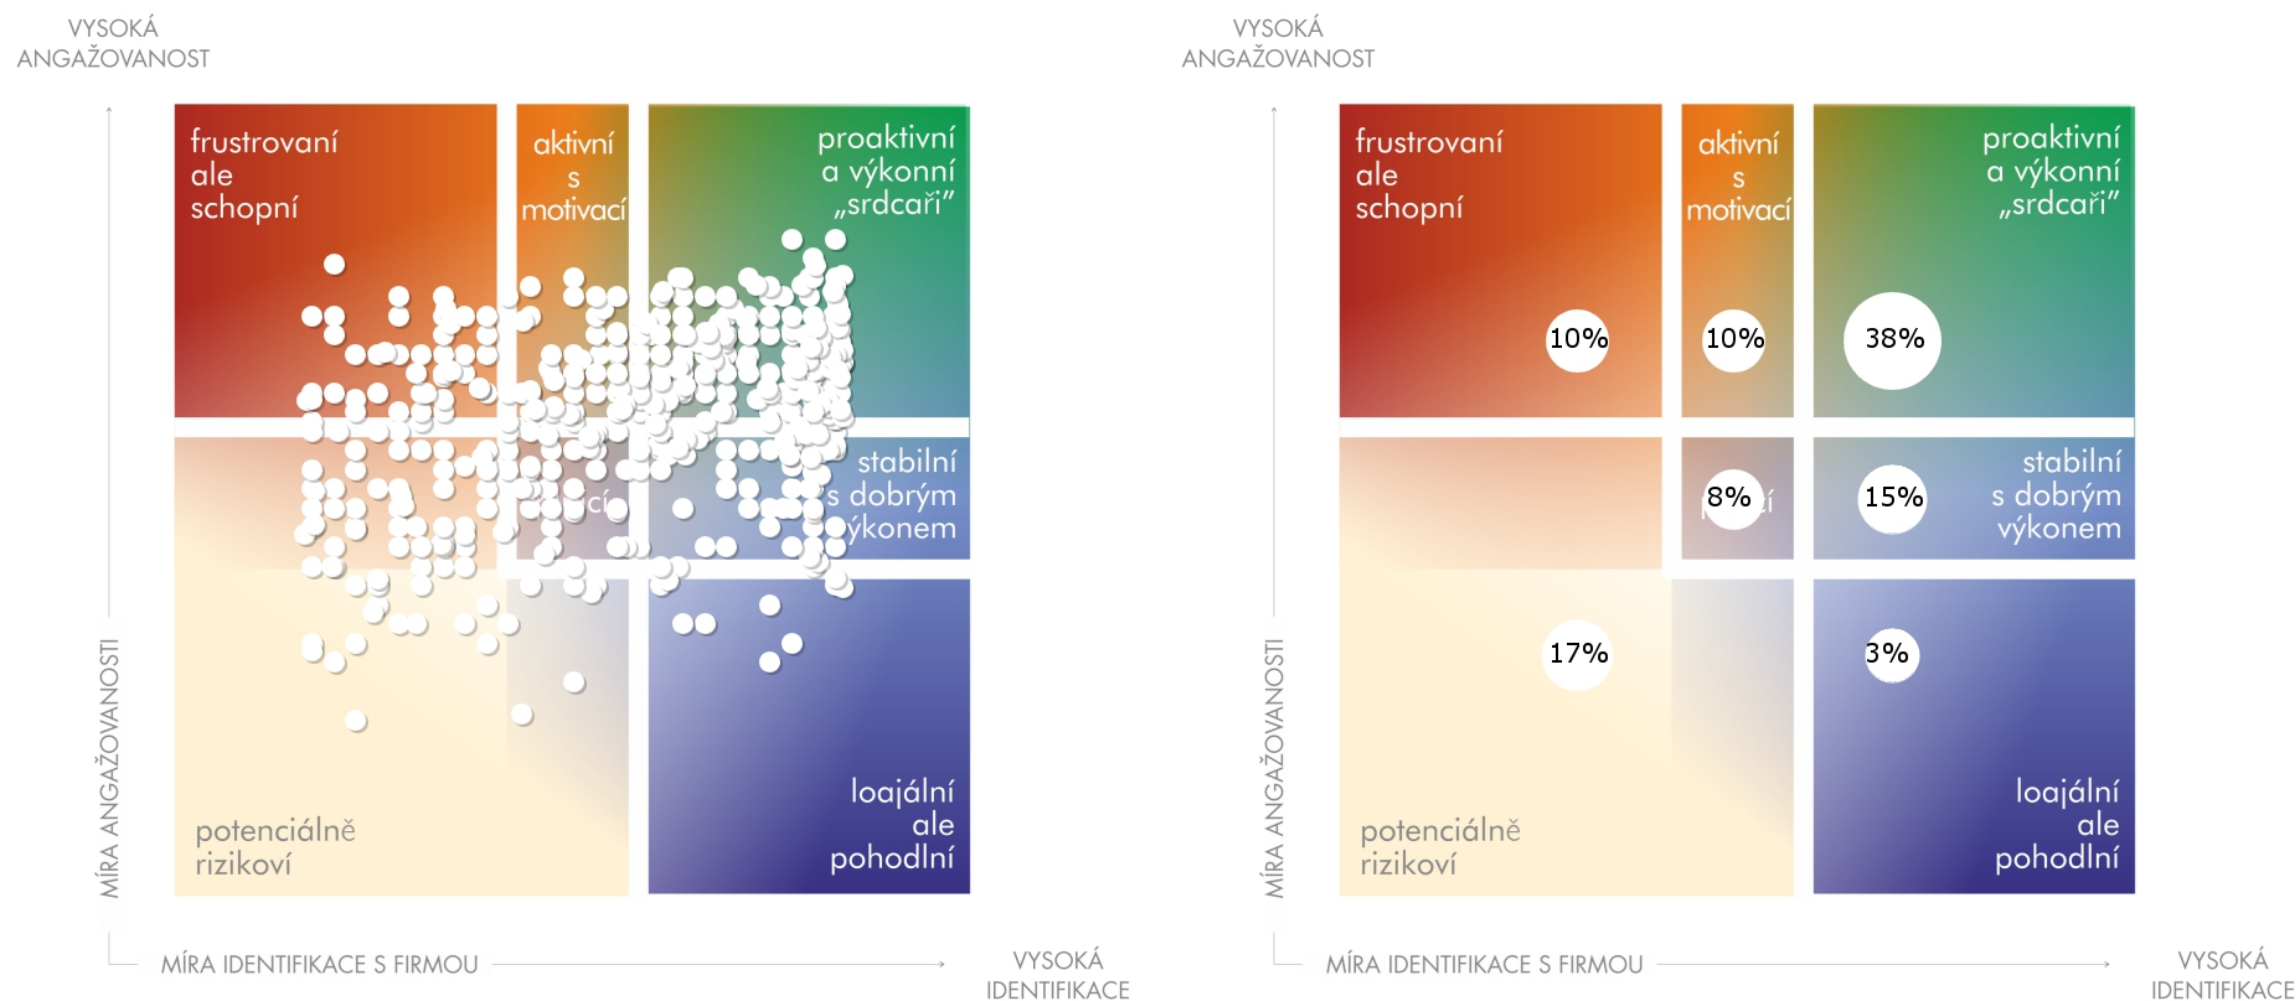 VYSOKÁ
ANGAŽOVANOST
frustrovaní
ale
schopní
aktivní
s
motivací
proaktivní
a výkonní
„srdcaři”
stabilní
s dobrým
výkonem
potenciálně
rizikoví
loajální
ale
pohodlní
MÍRA ANGAŽOVANOSTI
MÍRA IDENTIFIKACE S FIRMOU
VYSOKÁ
IDENTIFIKACE
VYSOKÁ
ANGAŽOVANOST
frustrovaní
ale
schopní
aktivní
s
motivací
proaktivní
a výkonní
„srdcaři”
10%
10%
38%
8%
15%
stabilní
s dobrým
výkonem
17%
3%
potenciálně
rizikoví
loajální
ale
pohodlní
MÍRA ANGAŽOVANOSTI
MÍRA IDENTIFIKACE S FIRMOU
VYSOKÁ
IDENTIFIKACE